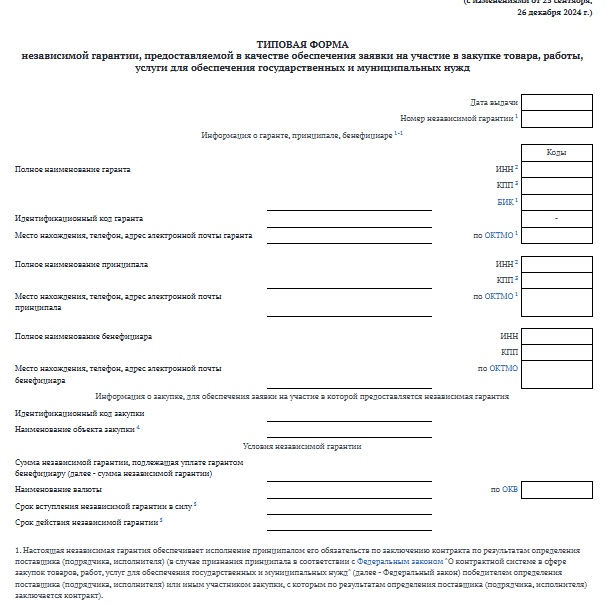 (с изменениями от 23 сентября,
26 декабря 2024 г.)
ТИПОВАЯ ФОРМА
независимой гарантии, предоставляемой в качестве обеспечения заявки на участие в закупке товара, работы,
услуги для обеспечения государственных и муниципальных нужд
Дата выдачи
Номер независимой гарантии 1
Информация о гаранте, принципале, бенефициаре 1-1
Коды
Полное наименование гаранта ИНН 2
КПП 2
БИК 1
Идентификационный код гаранта -
Место нахождения, телефон, адрес электронной почты гаранта по ОКТМО 1
Полное наименование принципала ИНН 2
КПП 2
Место нахождения, телефон, адрес электронной почты по ОКТМО 1
принципала
Полное наименование бенефициара ИНН
КПП
Место нахождения, телефон, адрес электронной почты по ОКТМО
бенефициара
Информация о закупке, для обеспечения заявки на участие в которой предоставляется независимая гарантия
Идентификационный код закупки
Наименование объекта закупки 4
Условия независимой гарантии
Сумма независимой гарантии, подлежащая уплате гарантом
бенефициару (далее - сумма независимой гарантии)
Наименование валюты по ОКВ
Срок вступления независимой гарантии в силу 5
Срок действия независимой гарантии 5
1. Настоящая независимая гарантия обеспечивает исполнение принципалом его обязательств по заключению контракта по результатам определения
поставщика (подрядчика, исполнителя) (в случае признания принципала в соответствии с Федеральным законом "О контрактной системе в сфере
закупок товаров, работ, услуг для обеспечения государственных и муниципальных нужд" (далее - Федеральный закон) победителем определения
поставщика (подрядчика, исполнителя) или иным участником закупки, с которым по результатам определения поставщика (подрядчика, исполнителя)
заключается контракт).